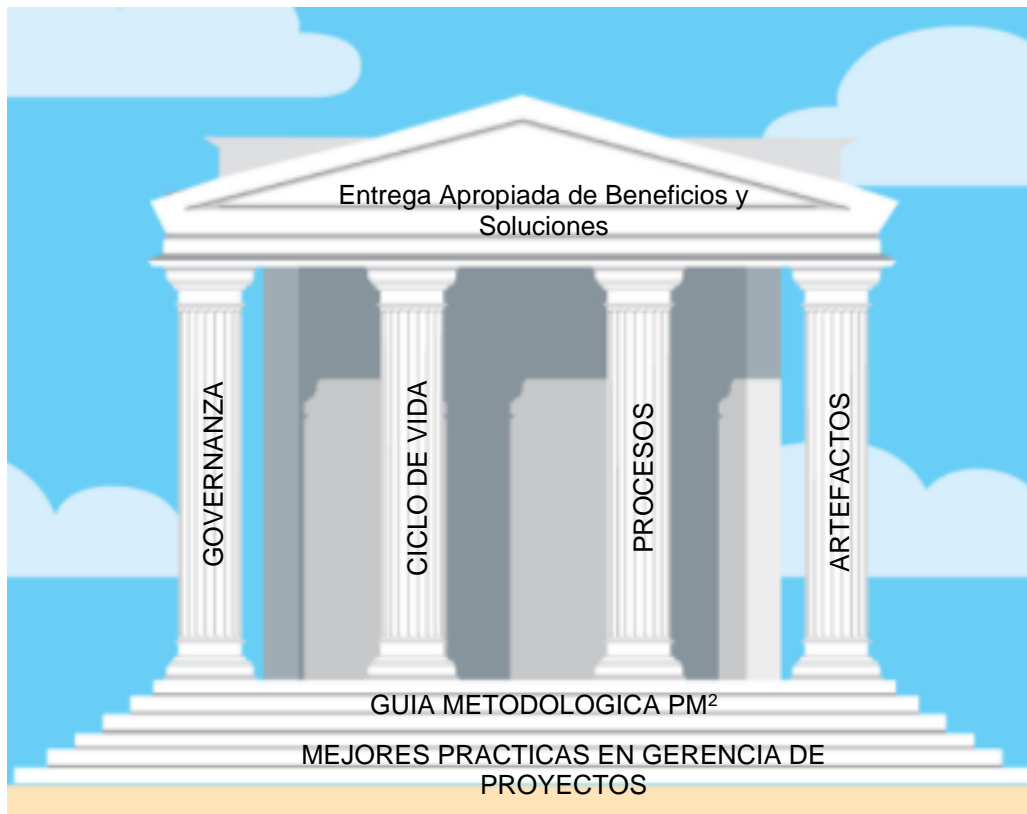 Entrega Apropiada de Beneficios y
Soluciones
GOVERNANZA
CICLO DE VIDA
PROCESOS
ARTEFACTOS
GUIA METODOLOGICA PM²
MEJORES PRACTICAS EN GERENCIA DE
PROYECTOS